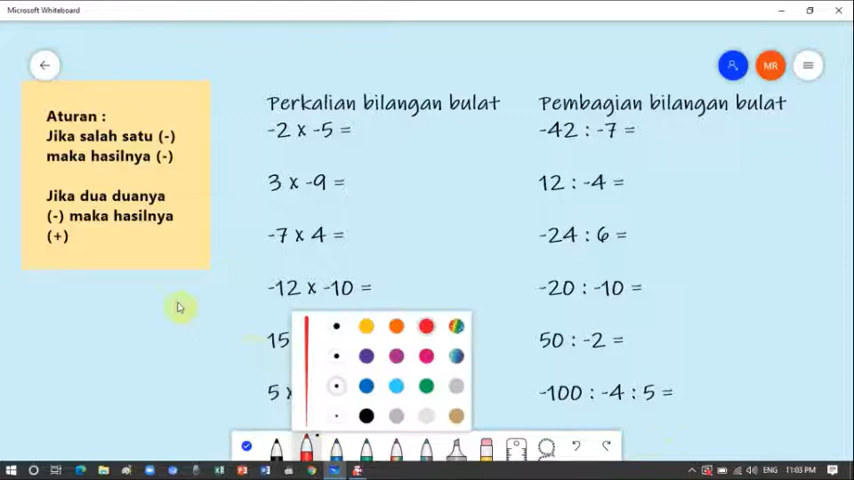 Microsoft Whiteboard
MR
Aturan :
Jika salah satu (-)
maka hasilnya (-)
Jika dua duanya
(-) maka hasilnya
(+)
Perkalian bilangan bulat
-2 x -5 =
3 x -9 =
-7 x 4 =
-12 x -10 =
15
5 x
Pembagian bilangan bulat
-42 : -7 =
12 : -4 =
-24 : 6 =
-20 : -10 =
50 : -2 =
-100 : -4 : 5 =
ENG
11:03 PM